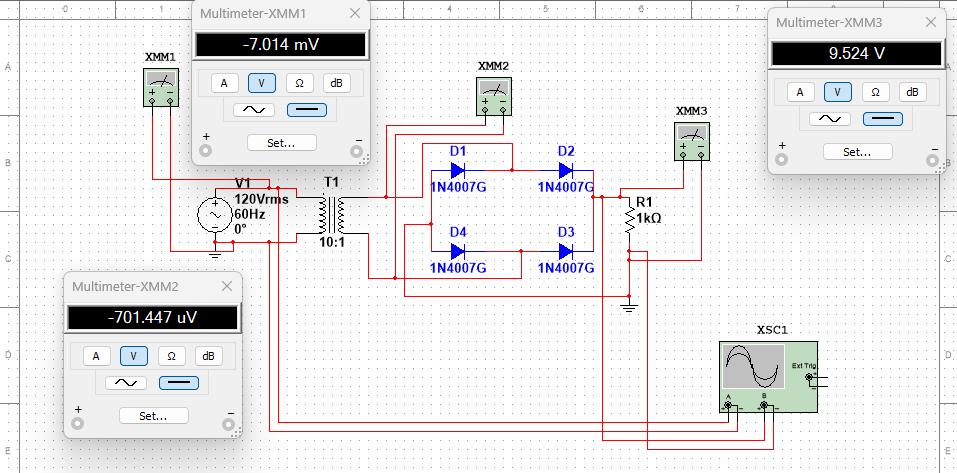 0 1 2 3 4 5 6 7 8
Multimeter-XMM1
-7.014 mV
A V Ω dB
+ −
Set...
Multimeter-XMM3
9.524 V
A V Ω dB
+ −
Set...
A
B
C
D
E
A
B
C
D
E
XMM1
+ −
XMM2
+ −
XMM3
+ −
V1
120Vrms
60Hz
0°
T1
10:1
D1
1N4007G
D2
1N4007G
D4
1N4007G
D3
1N4007G
R1
1kΩ
Multimeter-XMM2
-701.447 uV
A V Ω dB
+ −
Set...
XSC1
Ext Trig
+
−
A B
+ − + −